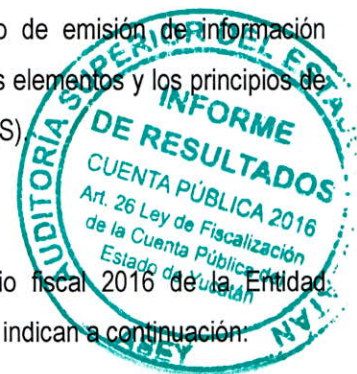 o de emisión de información
s elementos y los principios de
S).
AUDITORÍA SUPERIOR DEL ESTA
INFORME
DE RESULTADOS
CUENTA PÚBLICA 2016
Art. 26 Ley de Fiscalización
de la Cuenta Pública del
Estado de Yucatán
io fiscal 2016 de la Entidad
indican a continuación: